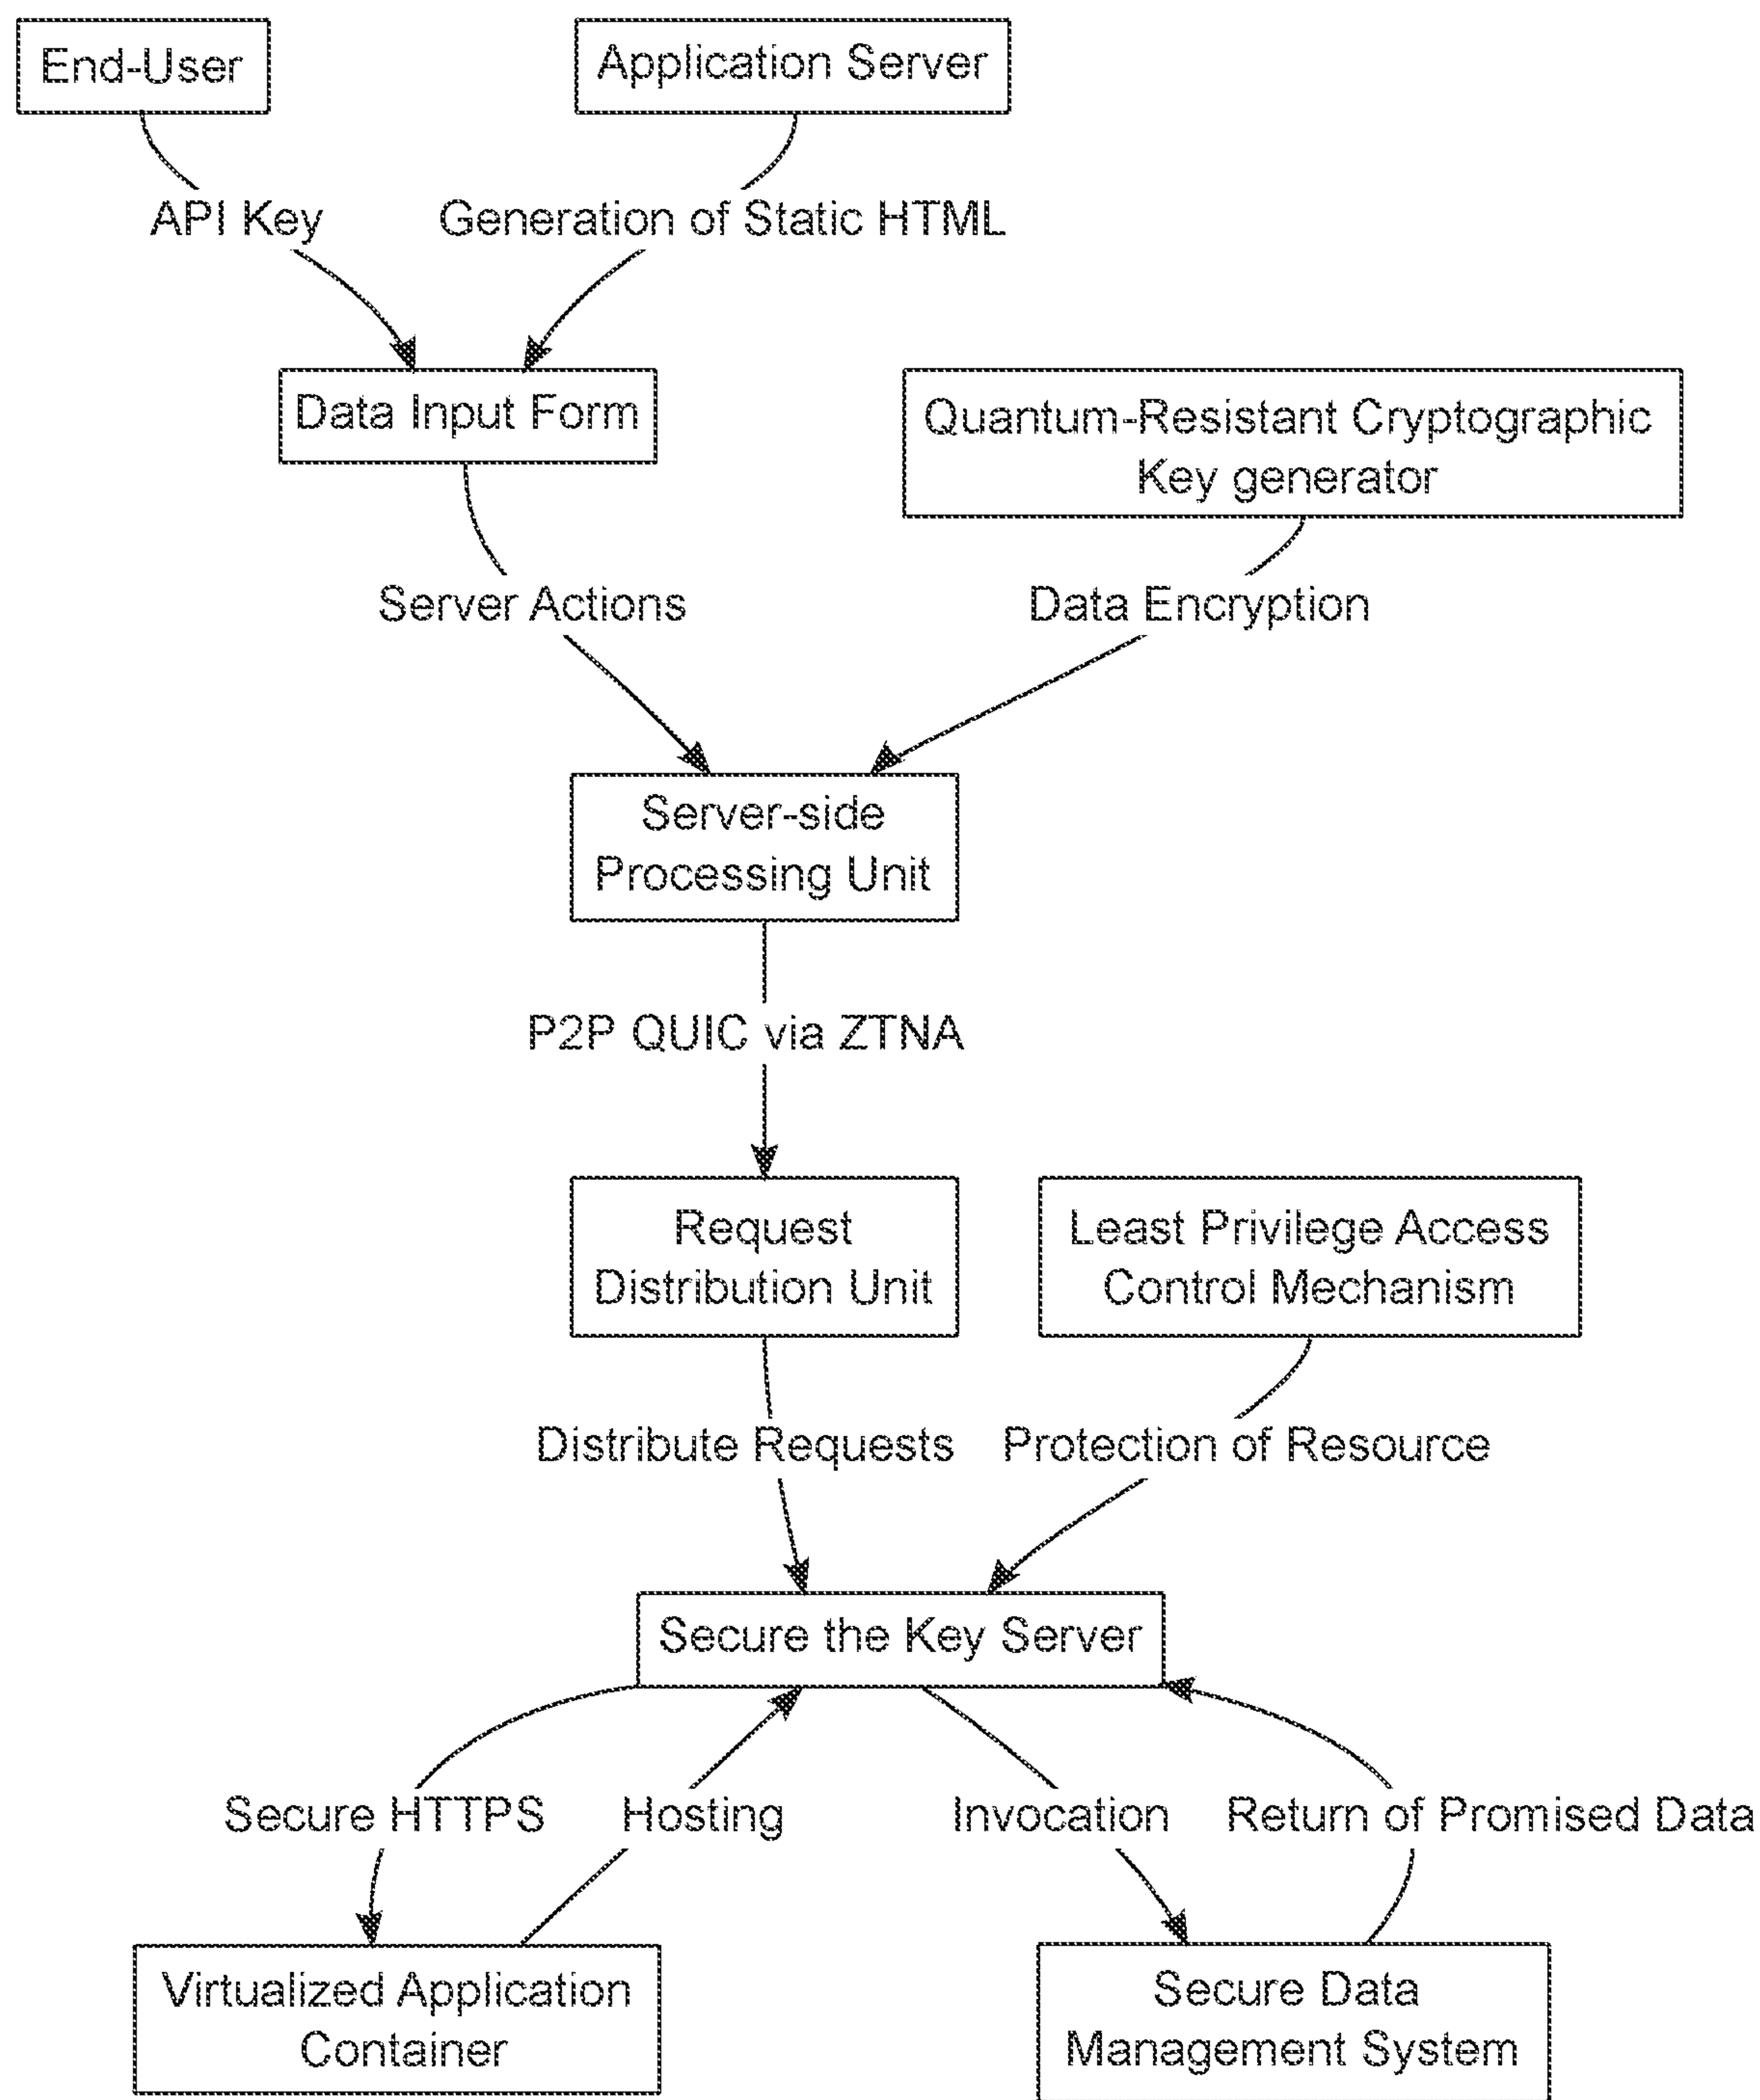 End-User
Application Server
API Key
Generation of Static HTML
Data Input Form
Quantum-Resistant Cryptographic
Key generator
Server Actions
Data Encryption
Server-side
Processing Unit
P2P QUIC via ZTNA
Request
Distribution Unit
Least Privilege Access
Control Mechanism
Distribute Requests
Protection of Resource
Secure the Key Server
Secure HTTPS
Hosting
Invocation
Return of Promised Data
Virtualized Application
Container
Secure Data
Management System